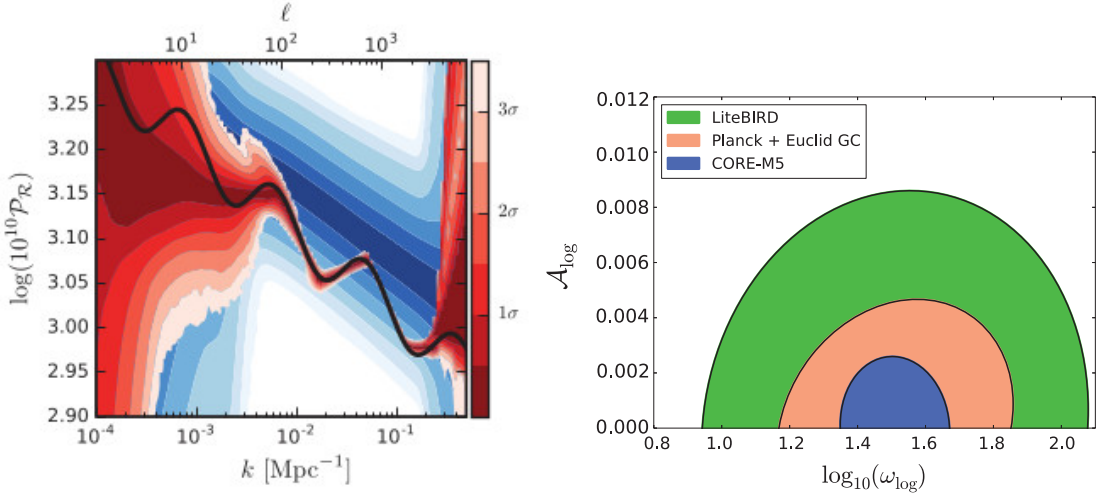 ℓ
10¹ 10² 10³
log(10¹⁰𝒫_ℛ)
3.25
3.20
3.15
3.10
3.05
3.00
2.95
2.90
10⁻⁴ 10⁻³ 10⁻² 10⁻¹
k [Mpc⁻¹]
3σ
2σ
1σ
𝒜_log
0.012
0.010
0.008
0.006
0.004
0.002
0.000
LiteBIRD
Planck + Euclid GC
CORE-M5
0.8 1.0 1.2 1.4 1.6 1.8 2.0
log₁₀(ω_log)